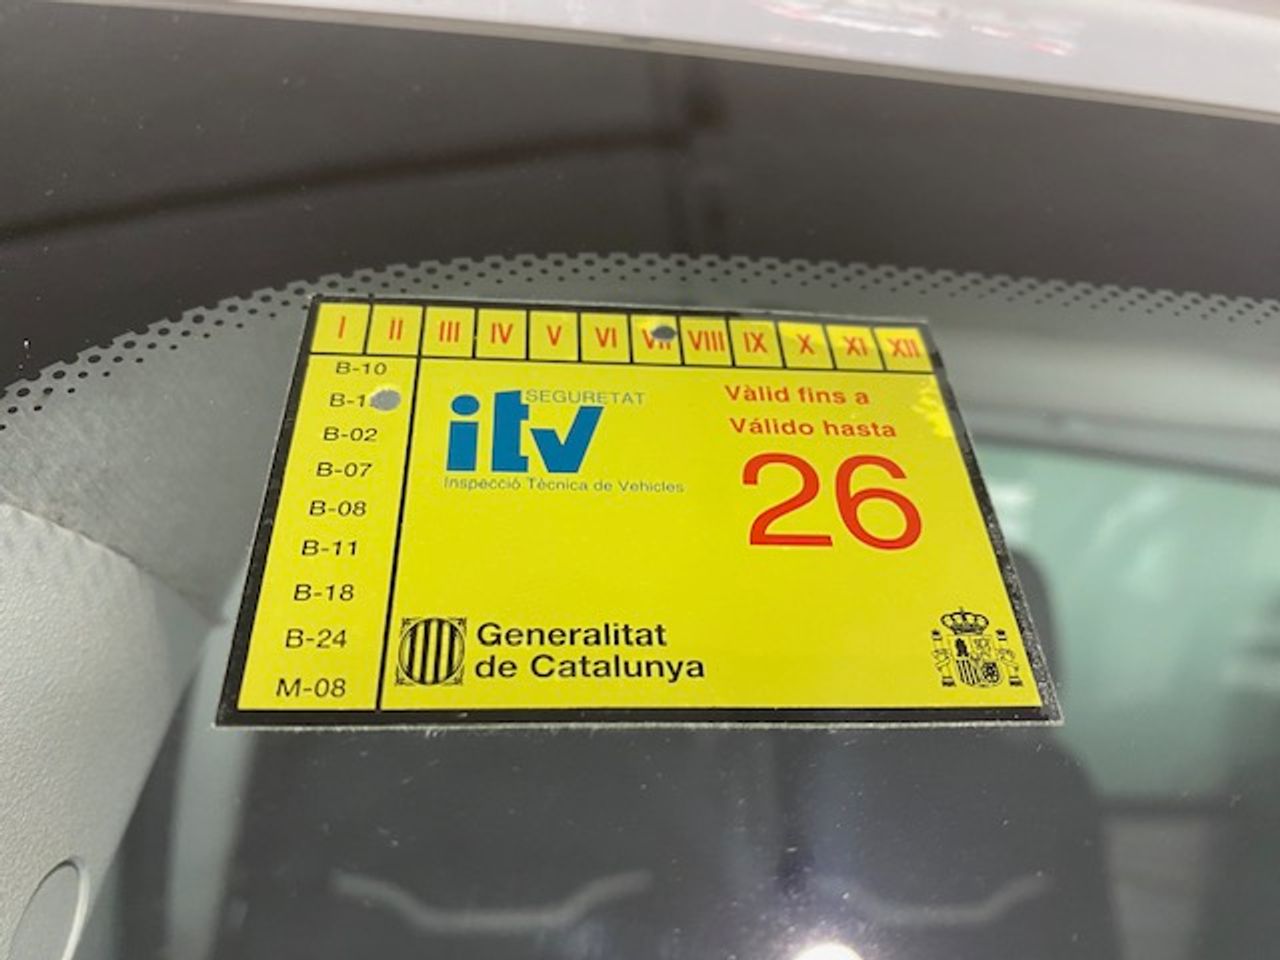 I II III IV V VI VII VIII IX X XI XII
B-10
B-02
B-07
B-08
B-11
B-18
B-24
M-08
SEGURETAT
itv
Inspecció Tècnica de Vehicles
Vàlid fins a
Válido hasta
26
Generalitat
de Catalunya